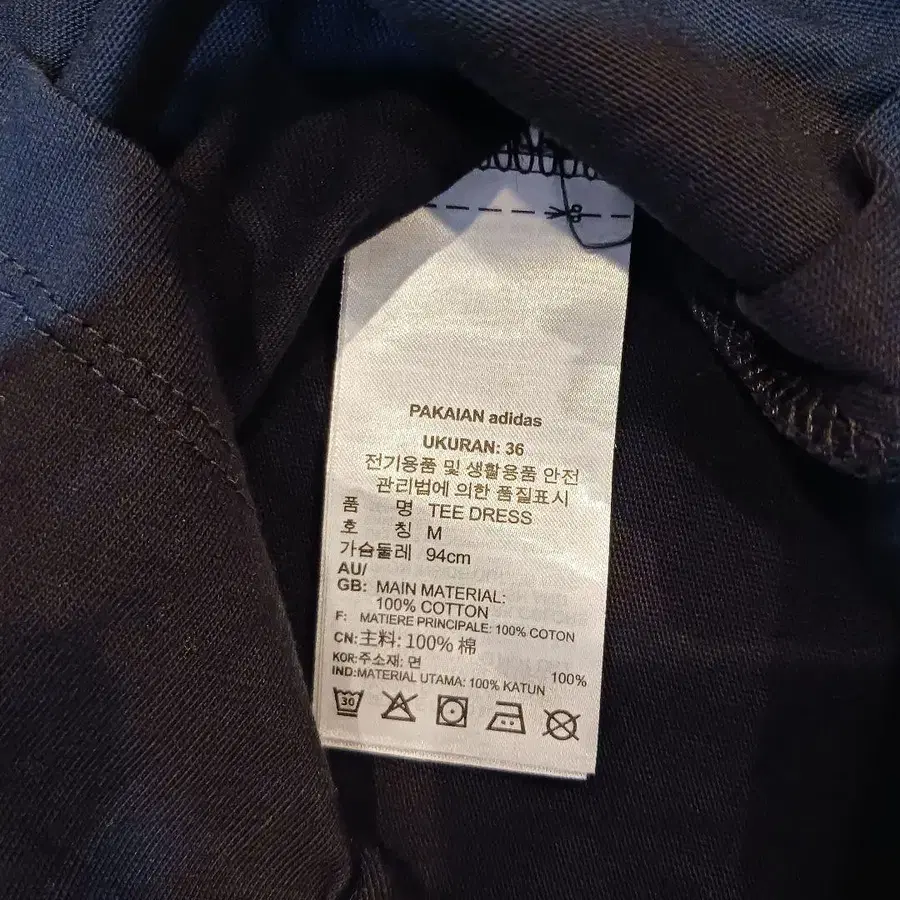 PAKAIAN adidas
UKURAN: 36
전기용품 및 생활용품 안전
관리법에 의한 품질표시
품 명 TEE DRESS
호 칭 M
가슴둘레 94cm
AU/
GB: MAIN MATERIAL:
100% COTTON
F: MATIERE PRINCIPALE: 100% COTON
CN:主料: 100% 棉
KOR:주소재: 면 100%
IND:MATERIAL UTAMA: 100% KATUN
30